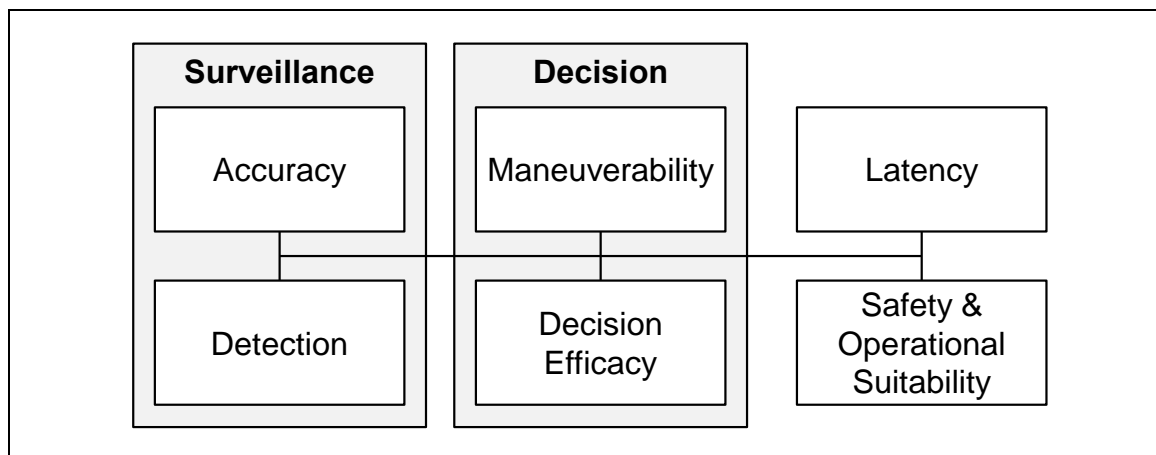 Surveillance
Accuracy
Detection
Decision
Maneuverability
Decision
Efficacy
Latency
Safety &
Operational
Suitability